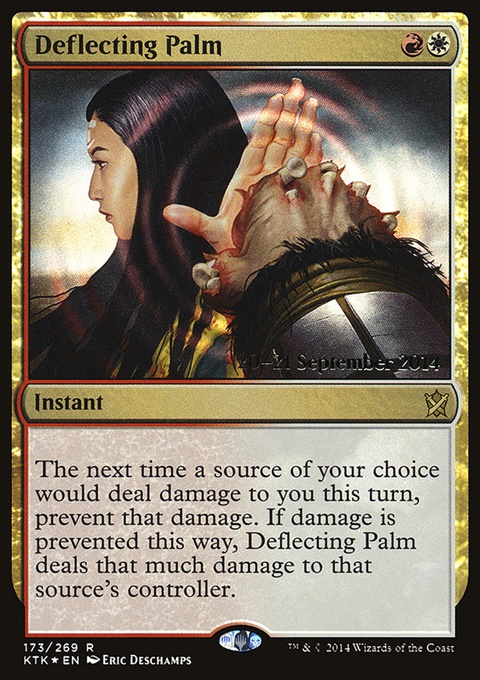 Deflecting Palm
20–21 September 2014
Instant
The next time a source of your choice
would deal damage to you this turn,
prevent that damage. If damage is
prevented this way, Deflecting Palm
deals that much damage to that
source's controller.
173/269 R
KTK ★ EN Eric Deschamps
™ & © 2014 Wizards of the Coast